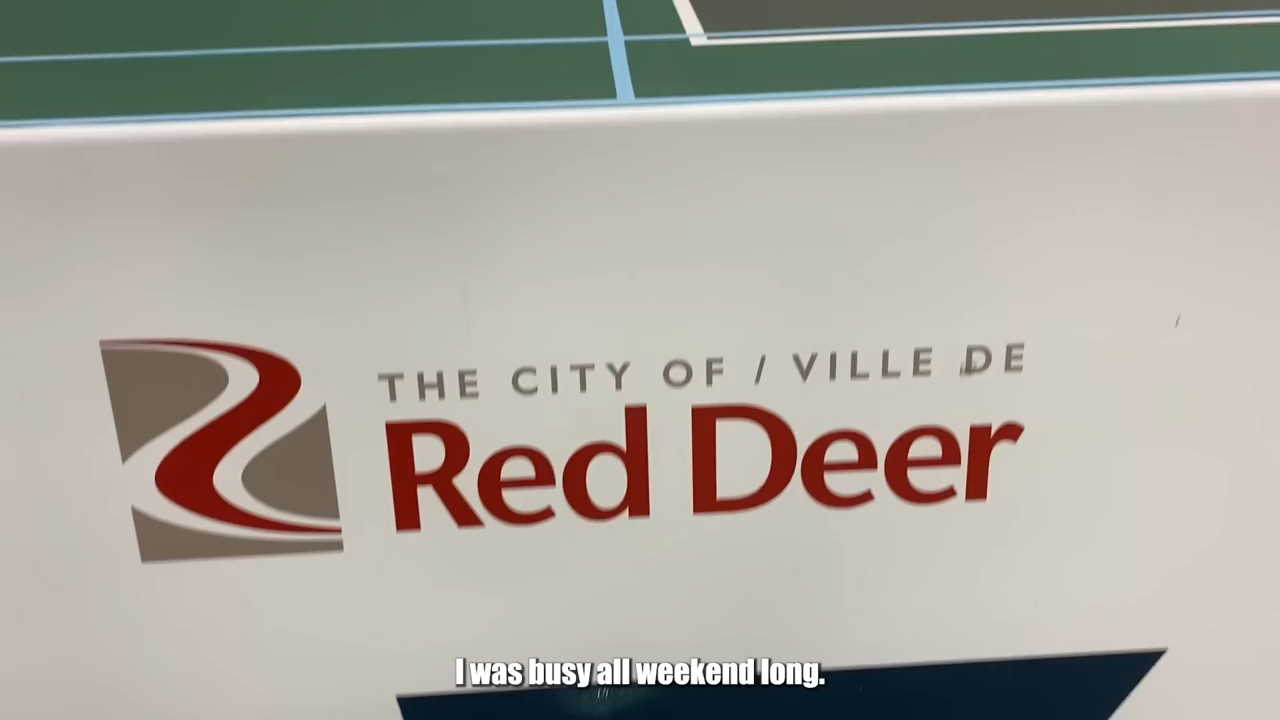 THE CITY OF / VILLE DE
Red Deer
I was busy all weekend long.